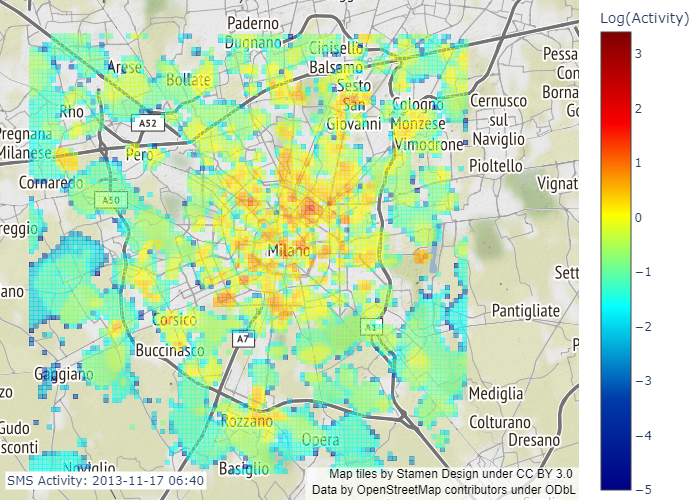 Log(Activity)
3
2
1
0
−1
−2
−3
−4
−5
Paderno
Dugnano
Cinisello
Balsamo
Arese
Bollate
Sesto
San
Giovanni
Rho
A52
Cologno
Monzese
Vimodrone
Cernusco
sul
Naviglio
Pessa
Con
Borna
Go
Pregnana
Milanese
Pero
Pioltello
Cornaredo
A50
Vignat
reggio
Milano
Sett
ano
Pantigliate
Corsico
A1
A7
Buccinasco
P
Gaggiano
zo
Mediglia
Rozzano
Colturano
Gudo
sconti
Opera
Dresano
Noviglio
Basiglio
SMS Activity: 2013-11-17 06:40
Map tiles by Stamen Design under CC BY 3.0
Data by OpenStreetMap contributors under ODbL